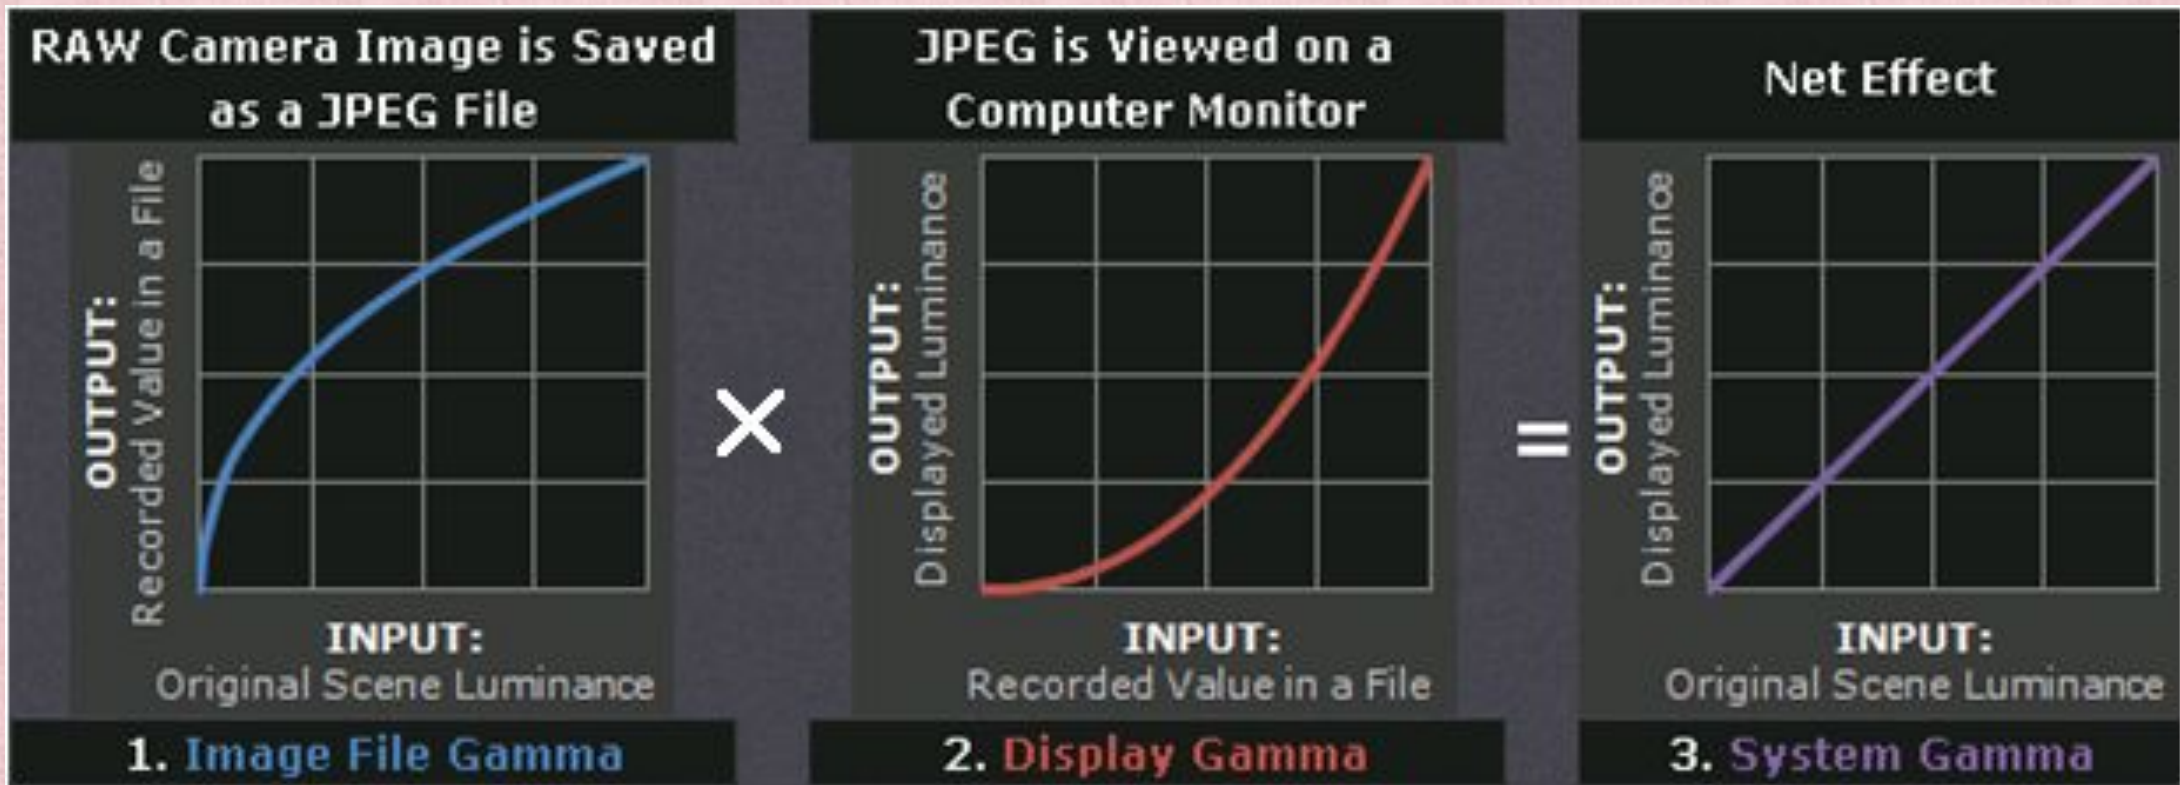 RAW Camera Image is Saved
as a JPEG File
OUTPUT:
Recorded Value in a File
INPUT:
Original Scene Luminance
1. Image File Gamma
×
JPEG is Viewed on a
Computer Monitor
OUTPUT:
Displayed Luminance
INPUT:
Recorded Value in a File
2. Display Gamma
=
Net Effect
OUTPUT:
Displayed Luminance
INPUT:
Original Scene Luminance
3. System Gamma